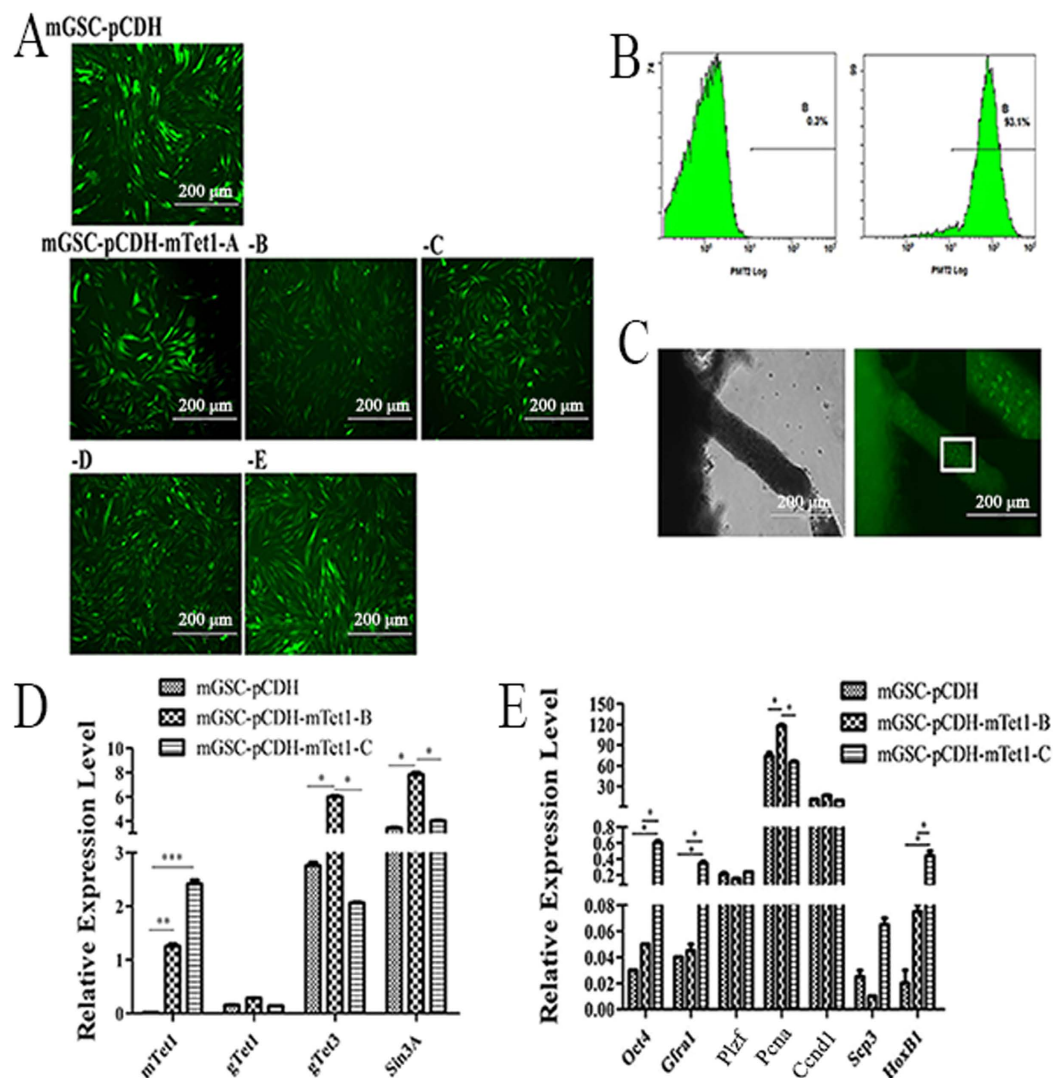 A
mGSC-pCDH
200 μm
mGSC-pCDH-mTet1-A
-B
-C
200 μm
200 μm
200 μm
-D
-E
200 μm
200 μm
B
74
B
0.3%
PMT2 Log
99
B
93.1%
PMT2 Log
C
200 μm
200 μm
D
mGSC-pCDH
mGSC-pCDH-mTet1-B
mGSC-pCDH-mTet1-C
Relative Expression Level
10
8
6
4
2
3
2
1
0
* * * *
*** **
mTet1
gTet1
gTet3
Sin3A
E
mGSC-pCDH
mGSC-pCDH-mTet1-B
mGSC-pCDH-mTet1-C
Relative Expression Level
150
120
90
60
30
0.8
0.6
0.4
0.2
0.08
0.06
0.04
0.02
0.00
* *
* * *
* * *
Oct4
Gfra1
Plzf
Pcna
Ccnd1
Scp3
HoxB1